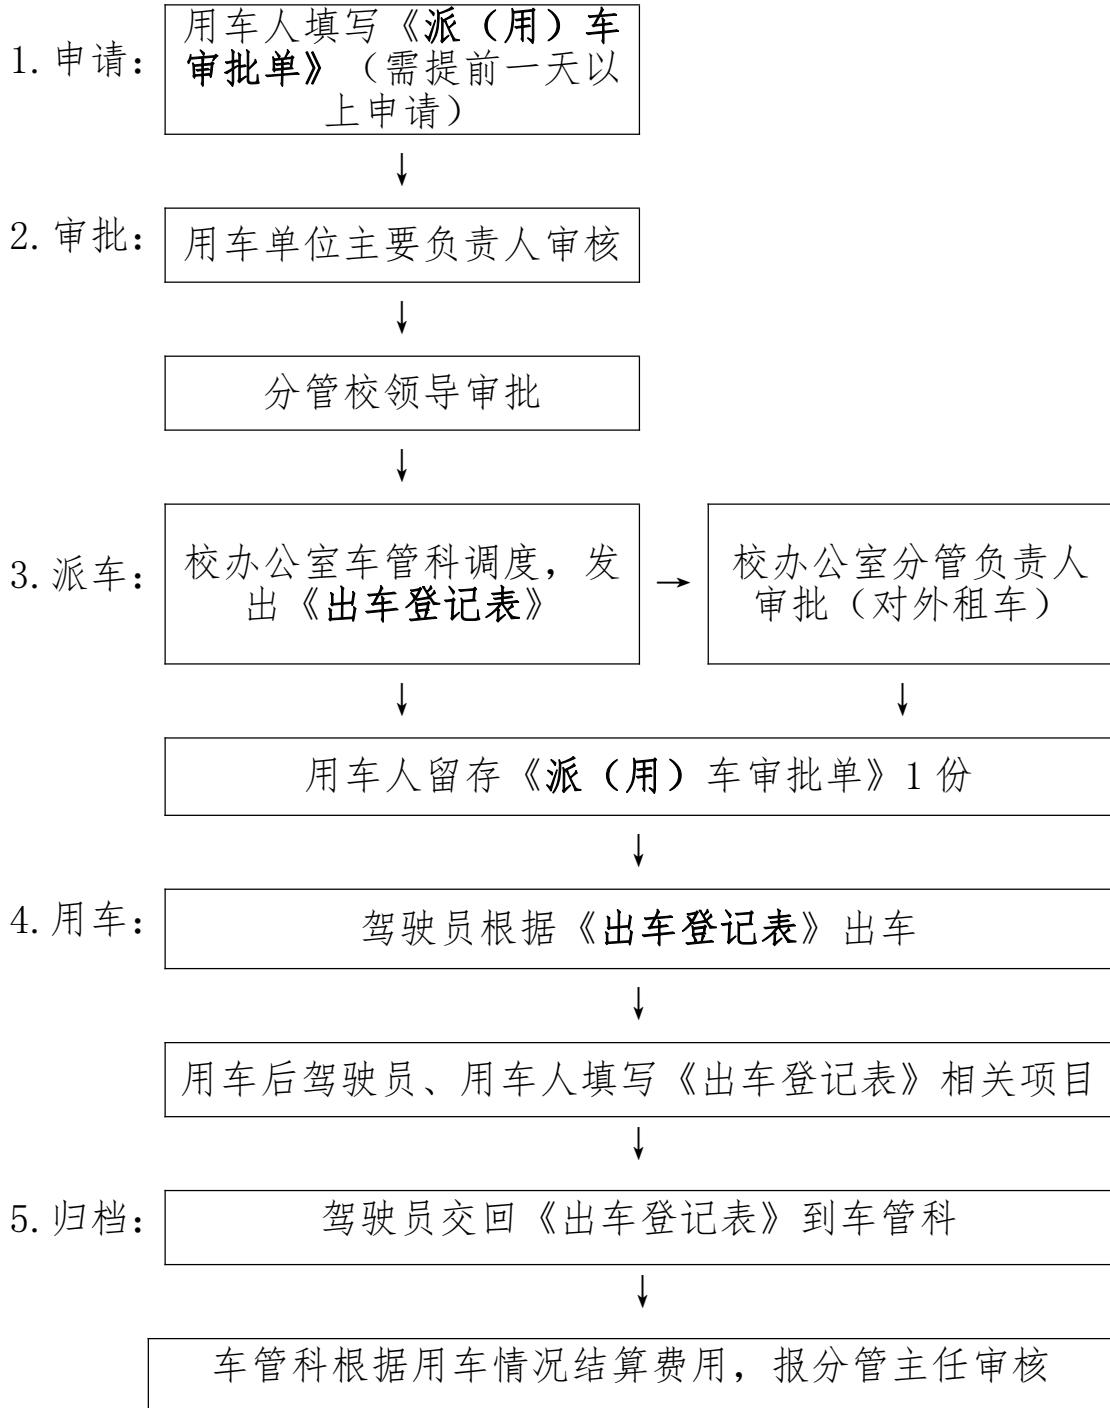 1.申请：
用车人填写《派（用）车
审批单》（需提前一天以
上申请）
↓
2.审批：
用车单位主要负责人审核
↓
分管校领导审批
↓
3.派车：
校办公室车管科调度，发
出《出车登记表》
→
校办公室分管负责人
审批（对外租车）
↓
↓
用车人留存《派（用）车审批单》1份
↓
4.用车：
驾驶员根据《出车登记表》出车
↓
用车后驾驶员、用车人填写《出车登记表》相关项目
↓
5.归档：
驾驶员交回《出车登记表》到车管科
↓
车管科根据用车情况结算费用，报分管主任审核